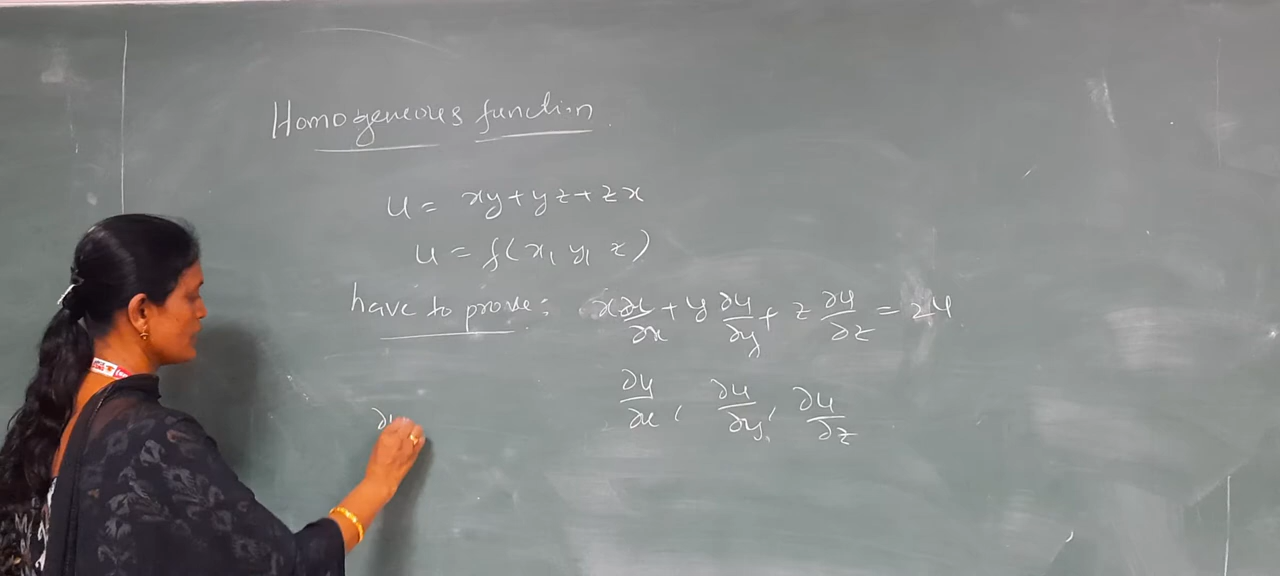 Homogeneous function.
u = xy + yz + zx
u = f(x, y, z)
have to prove : x ∂u/∂x + y ∂u/∂y + z ∂u/∂z = 2u
∂u/∂x, ∂u/∂y, ∂u/∂z